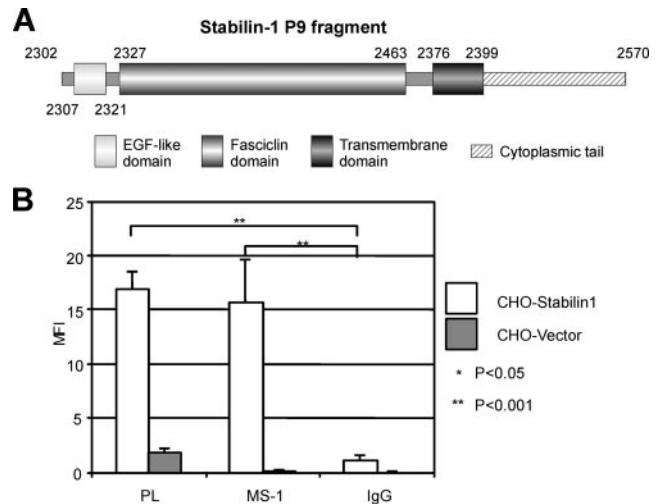 A
Stabilin-1 P9 fragment
2302 2327 2463 2376 2399 2570
2307 2321
EGF-like domain
Fasciclin domain
Transmembrane domain
Cytoplasmic tail
B
MFI
25
20
15
10
5
0
**
**
PL MS-1 IgG
CHO-Stabilin1
CHO-Vector
* P<0.05
** P<0.001